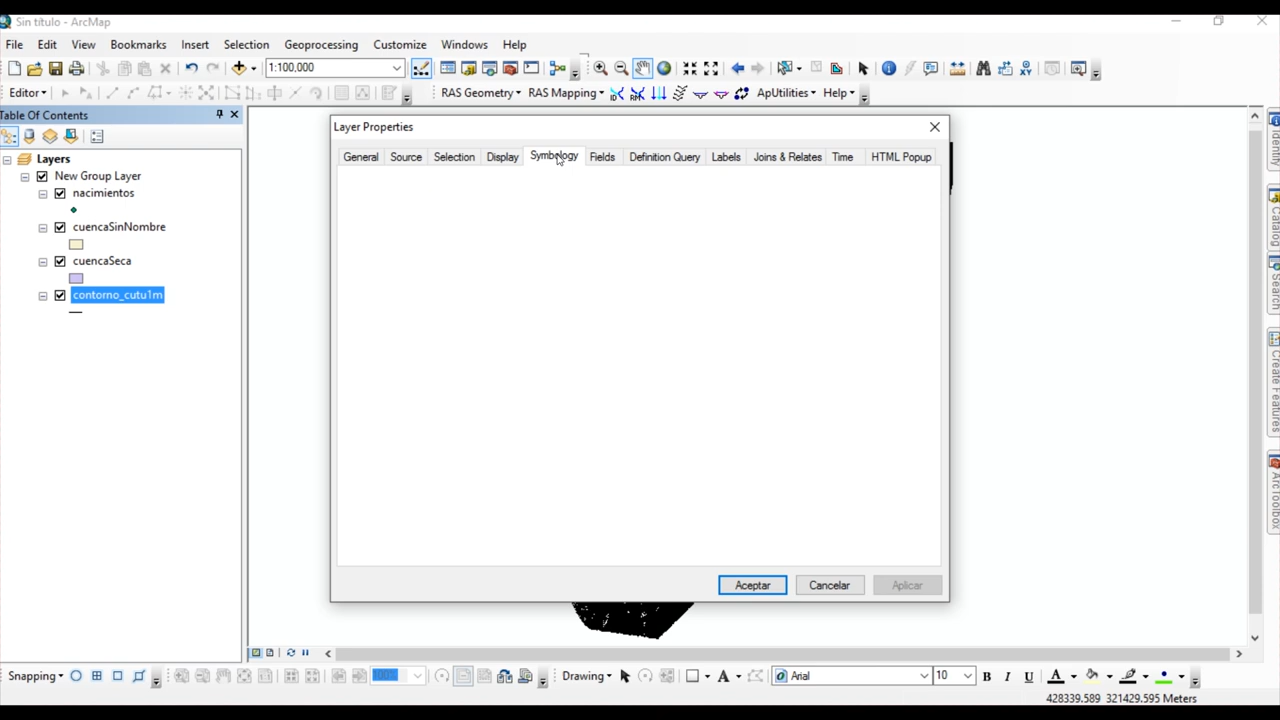 Sin título - ArcMap
File Edit View Bookmarks Insert Selection Geoprocessing Customize Windows Help
1:100,000
Editor RAS Geometry RAS Mapping ID RM ApUtilities Help
Table Of Contents
Layers
New Group Layer
nacimientos
cuencaSinNombre
cuencaSeca
contorno_cutu1m
Layer Properties
General Source Selection Display Symbology Fields Definition Query Labels Joins & Relates Time HTML Popup
Aceptar Cancelar Aplicar
Identity
Catalog
Search
Create Features
ArcToolbox
Snapping Drawing A Arial 10 B I U A
428339.589 321429.595 Meters